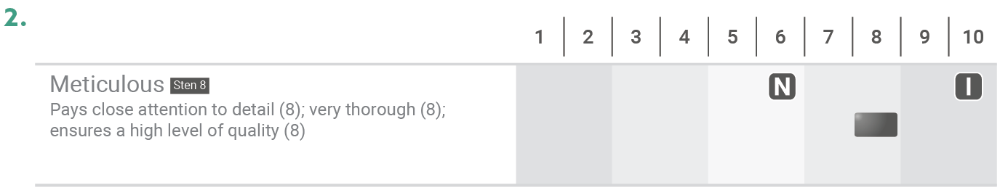 2.
1 2 3 4 5 6 7 8 9 10
Meticulous Sten 8
N I
Pays close attention to detail (8); very thorough (8);
ensures a high level of quality (8)